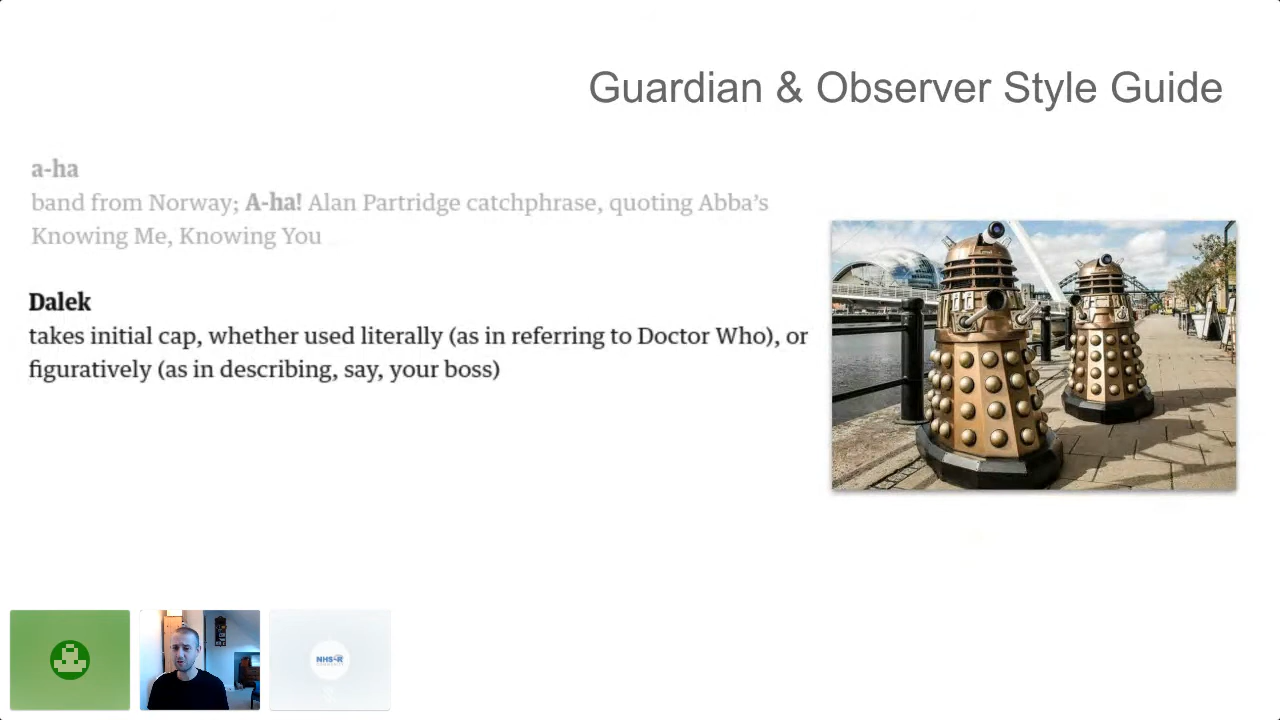 Guardian & Observer Style Guide
a-ha
band from Norway; A-ha! Alan Partridge catchphrase, quoting Abba’s
Knowing Me, Knowing You
Dalek
takes initial cap, whether used literally (as in referring to Doctor Who), or
figuratively (as in describing, say, your boss)